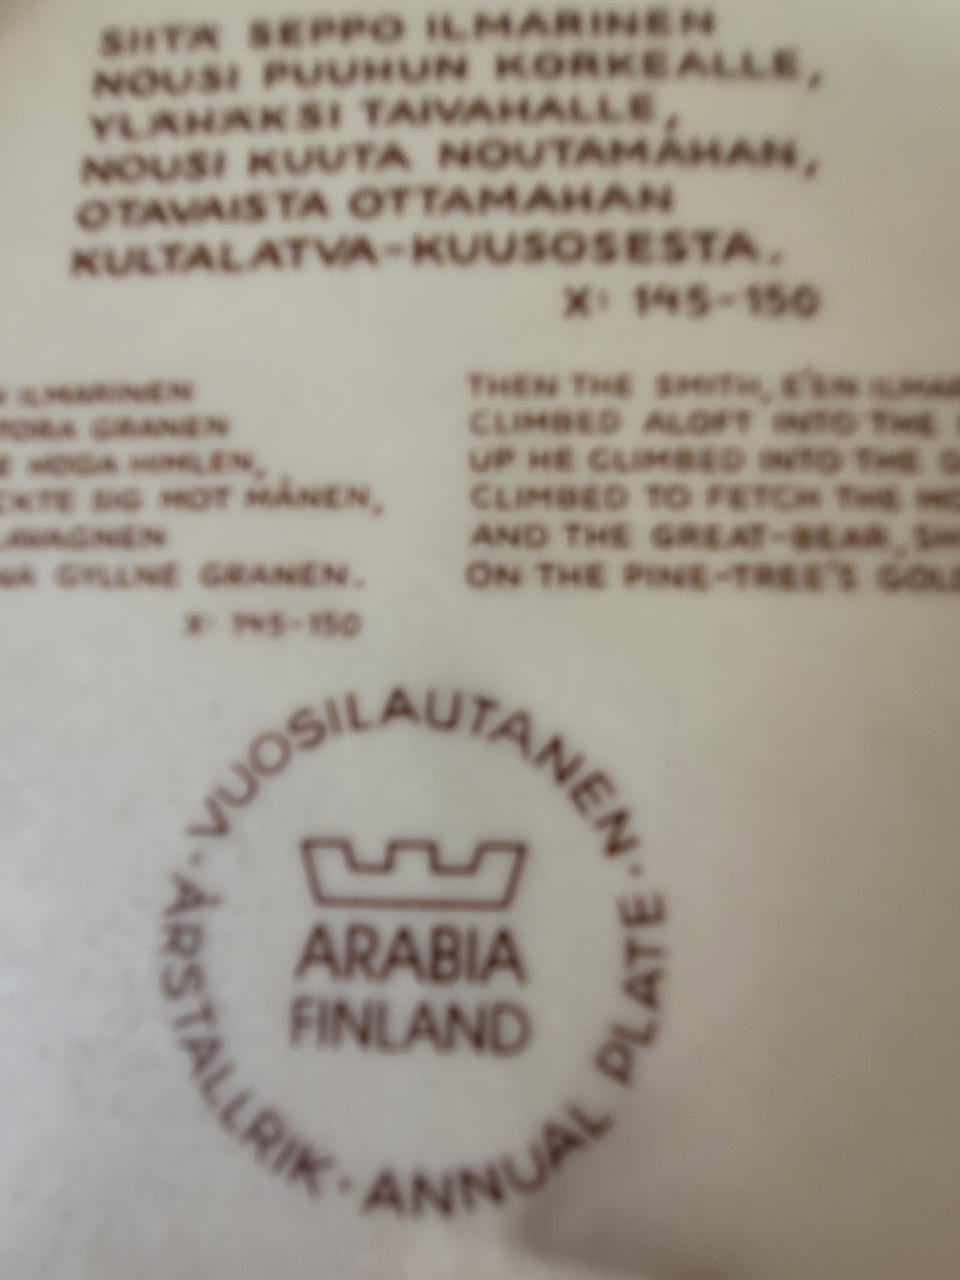 SIITÄ SEPPO ILMARINEN
NOUSI PUUHUN KORKEALLE,
YLÄHÄKSI TAIVAHALLE,
NOUSI KUUTA NOUTAMAHAN,
OTAVAISTA OTTAMAHAN
KULTALATVA-KUUSOSESTA.
X: 145-150
ILMARINEN
GRANEN
HÖGA HIMLEN,
SIG MOT MÅNEN,
GYLLNE GRANEN.
X: 145-150
THEN THE SMITH, E'EN
CLIMBED ALOFT INTO THE
UP HE CLIMBED INTO THE
CLIMBED TO FETCH THE
AND THE GREAT-BEAR,
ON THE PINE-TREE'S
· VUOSILAUTANEN ·
ANNUAL PLATE
ÅRSTALLRIK ·
ARABIA
FINLAND